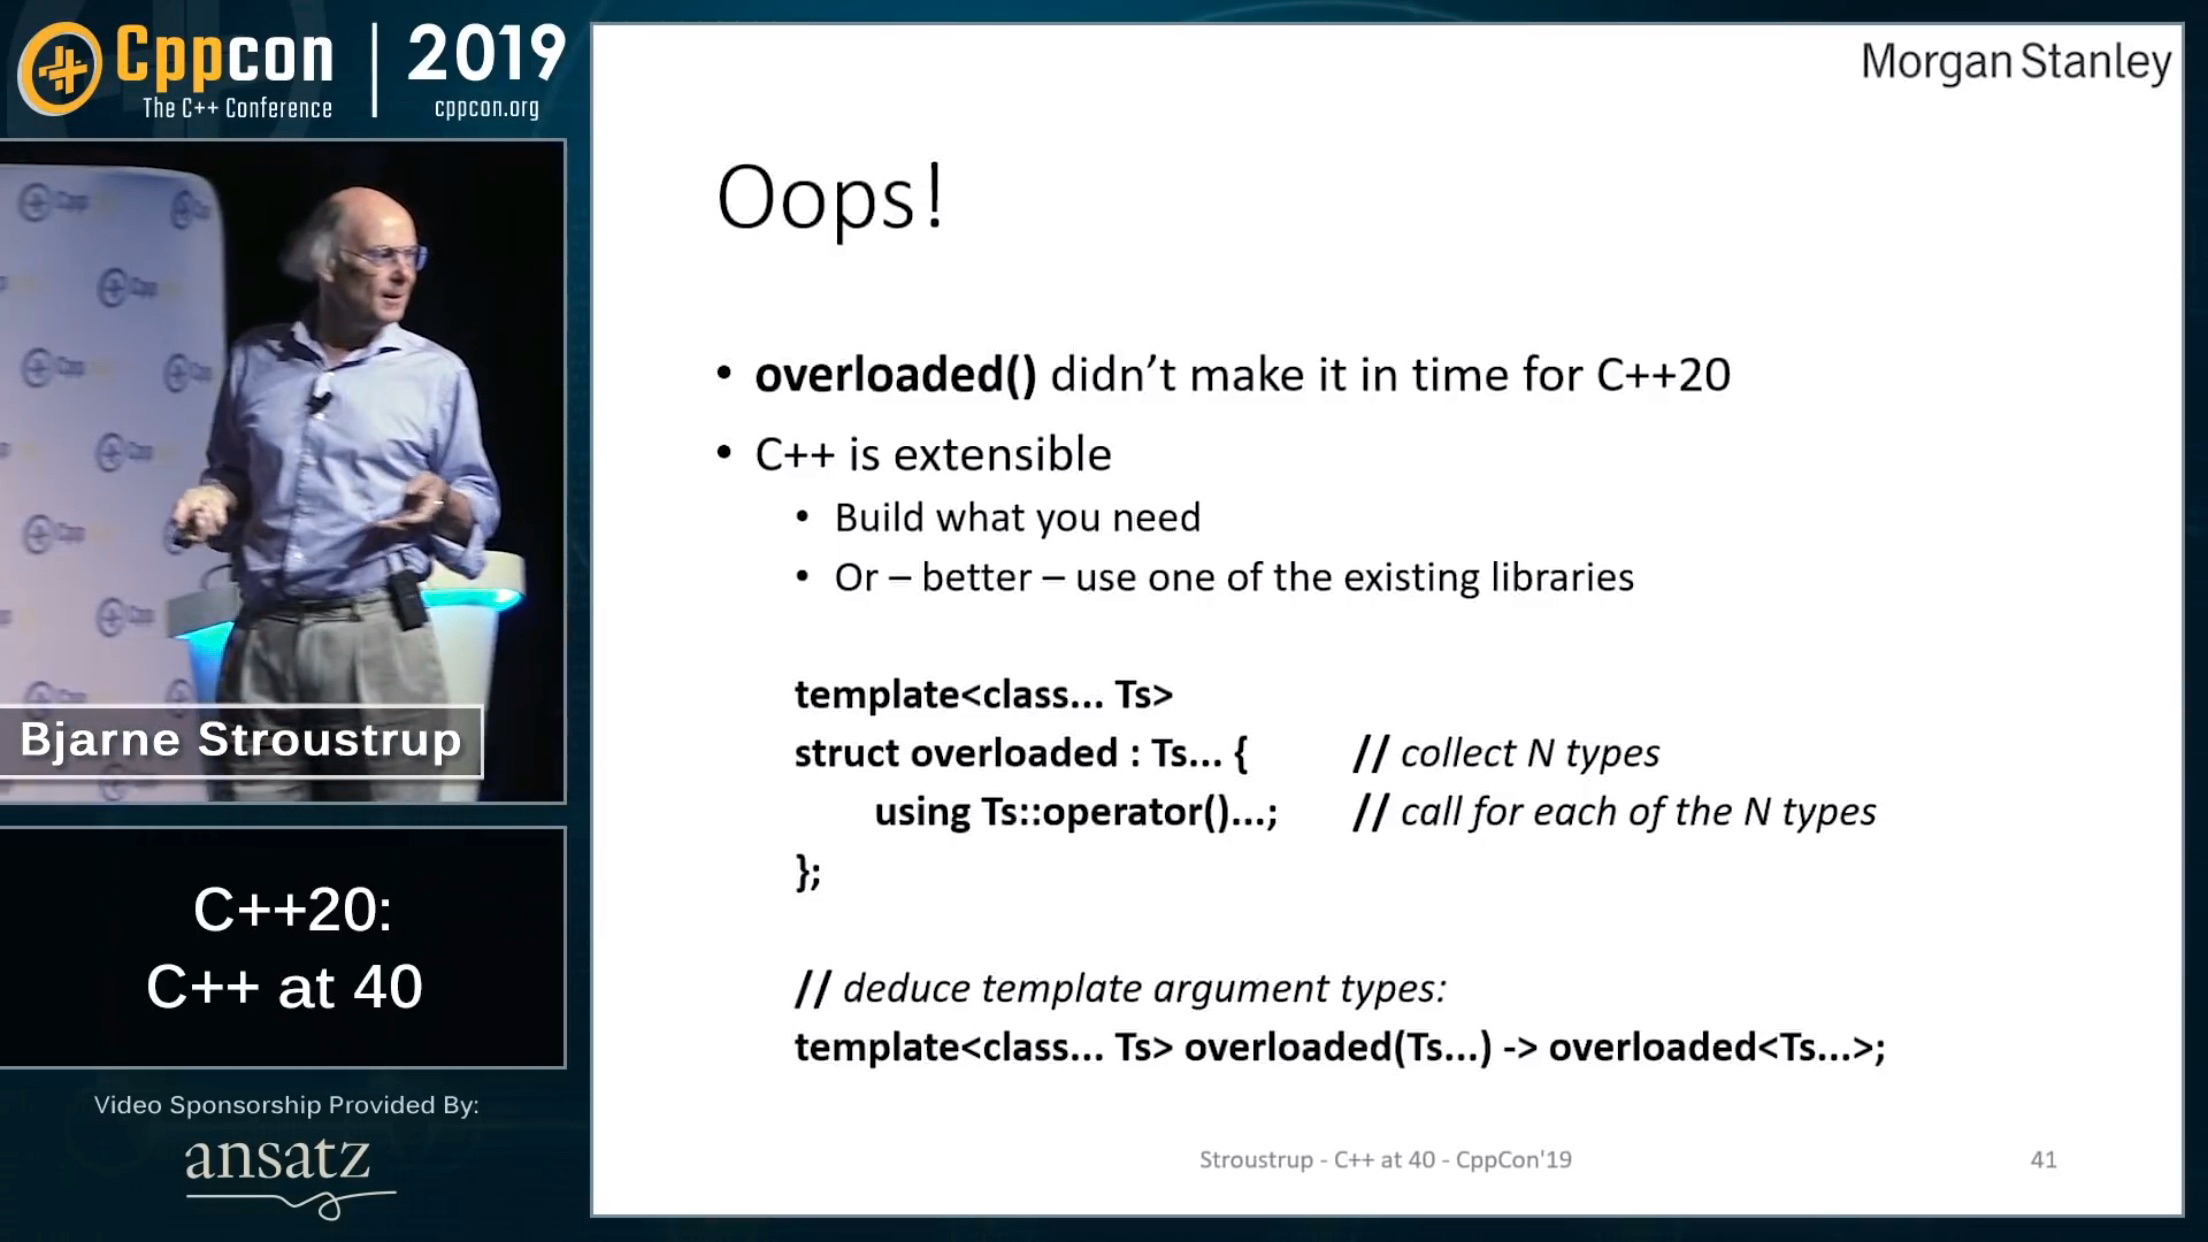 Cppcon
The C++ Conference
2019
cppcon.org
Bjarne Stroustrup
C++20:
C++ at 40
Video Sponsorship Provided By:
ansatz
Morgan Stanley
Oops!
• overloaded() didn’t make it in time for C++20
• C++ is extensible
• Build what you need
• Or – better – use one of the existing libraries
template<class... Ts>
struct overloaded : Ts... { // collect N types
using Ts::operator()...; // call for each of the N types
};
// deduce template argument types:
template<class... Ts> overloaded(Ts...) -> overloaded<Ts...>;
Stroustrup - C++ at 40 - CppCon'19
41